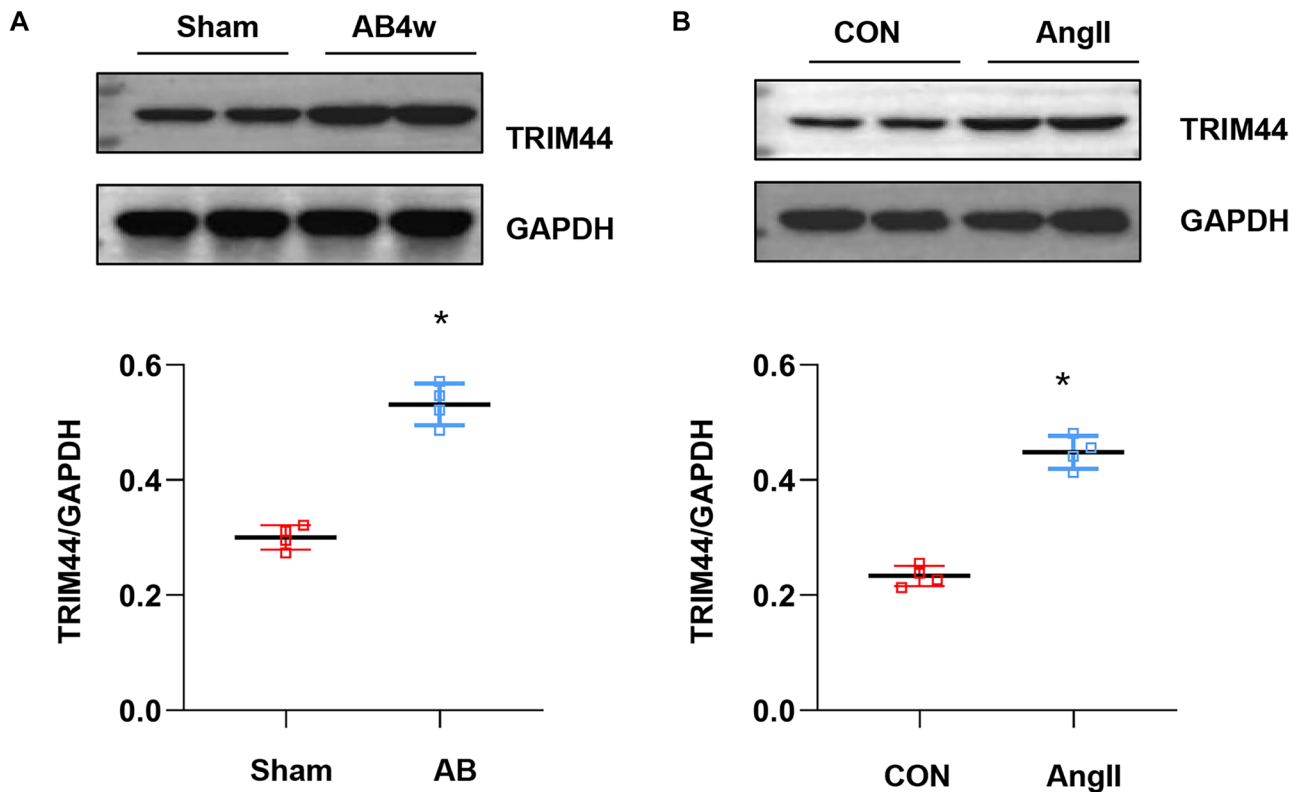 A
Sham AB4w
TRIM44
GAPDH
*
0.6
0.4
0.2
0.0
TRIM44/GAPDH
Sham AB
B
CON AngII
TRIM44
GAPDH
*
0.6
0.4
0.2
0.0
TRIM44/GAPDH
CON AngII